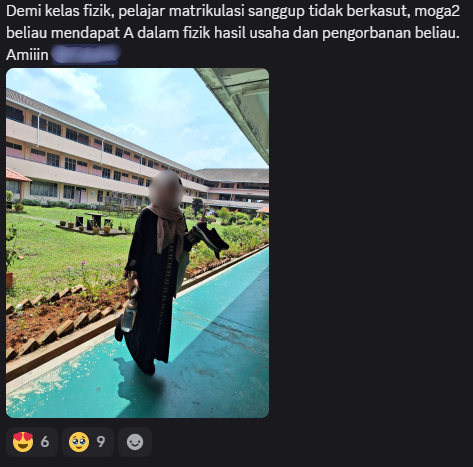 Demi kelas fizik, pelajar matrikulasi sanggup tidak berkasut, moga2
beliau mendapat A dalam fizik hasil usaha dan pengorbanan beliau.
Amiiin
6 9